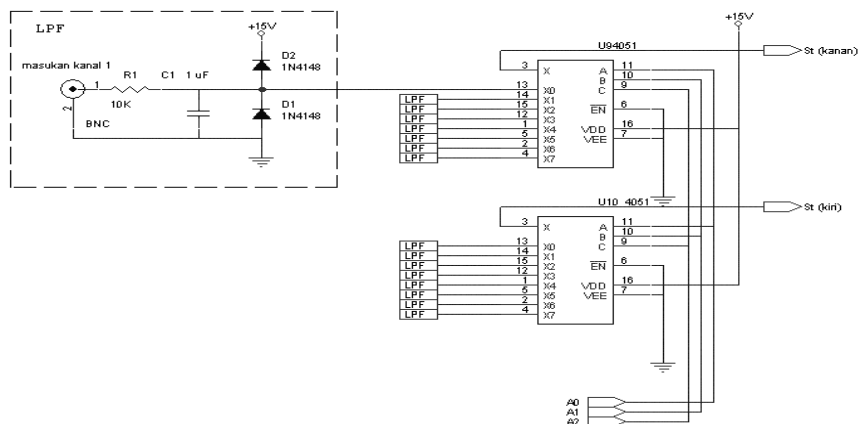 LPF
+15V
masukan kanal 1
R1
C1
1 uF
D2
1N4148
1
2
10K
BNC
D1
1N4148
+15V
U94051
St (kanan)
3 X A 11
B 10
13 X0 C 9
LPF 14 X1
LPF 15 X2 EN 6
LPF 12 X3
LPF 1 X4 VDD 16
LPF 5 X5 VEE 7
LPF 2 X6
LPF 4 X7
U10 4051
St (kiri)
3 X A 11
B 10
LPF 13 X0 C 9
LPF 14 X1
LPF 15 X2 EN 6
LPF 12 X3
LPF 1 X4 VDD 16
LPF 5 X5 VEE 7
LPF 2 X6
LPF 4 X7
A0
A1
A2